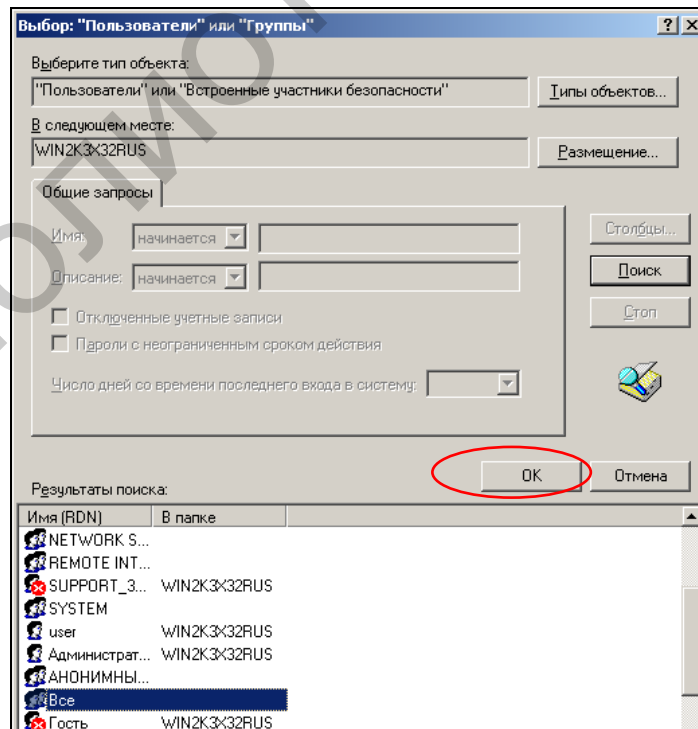 Выбор: "Пользователи" или "Группы"
Выберите тип объекта:
"Пользователи" или "Встроенные участники безопасности"
Типы объектов...
В следующем месте:
WIN2K3X32RUS
Размещение...
Общие запросы
Имя:
начинается
Столбцы...
Описание:
начинается
Поиск
Отключенные учетные записи
Стоп
Пароли с неограниченным сроком действия
Число дней со времени последнего входа в систему:
OK
Отмена
Результаты поиска:
Имя (RDN) В папке
NETWORK S...
REMOTE INT...
SUPPORT_3... WIN2K3X32RUS
SYSTEM
user WIN2K3X32RUS
Администрат... WIN2K3X32RUS
АНОНИМНЫ...
Все
Гость WIN2K3X32RUS